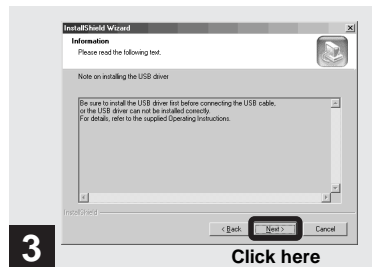 InstallShield Wizard
Information
Please read the following text.
Note on installing the USB driver
Be sure to install the USB driver first before connecting the USB cable,
or the USB driver can not be installed correctly.
For details, refer to the supplied Operating Instructions.
InstallShield
< Back
Next >
Cancel
3
Click here